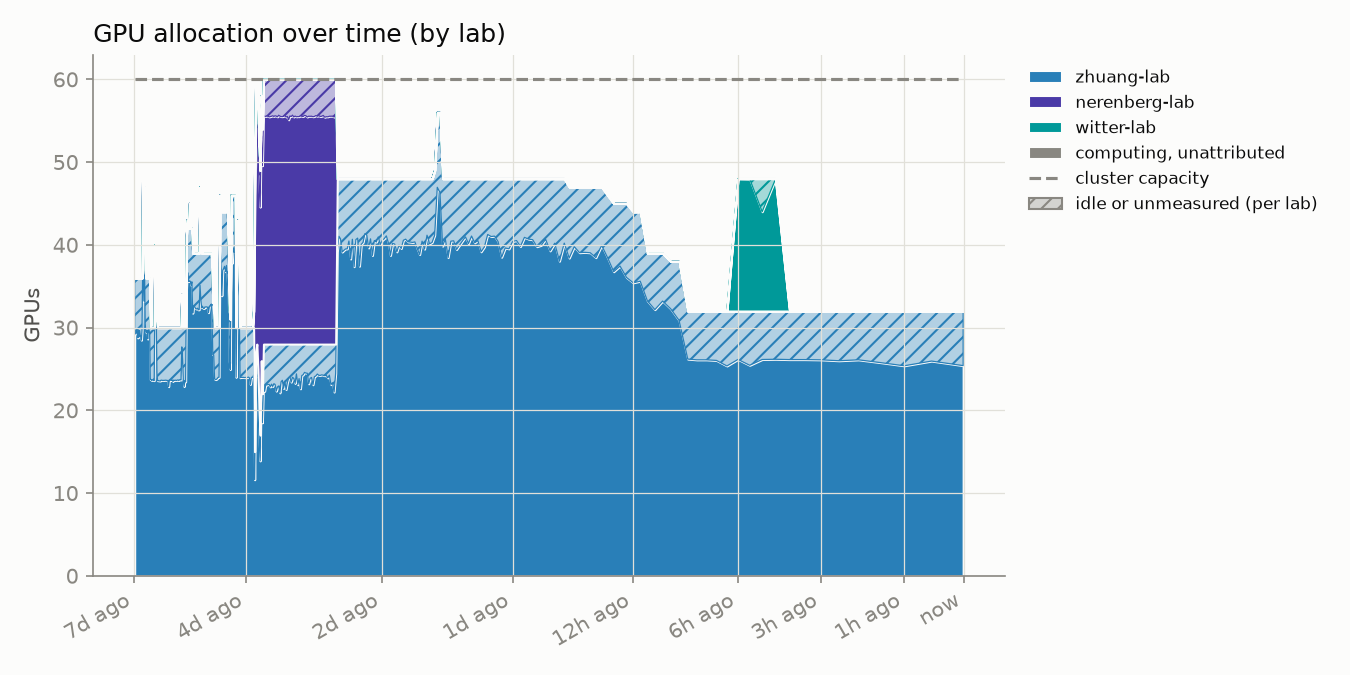 GPU allocation over time (by lab)
GPUs
60
50
40
30
20
10
0
7d ago
4d ago
2d ago
1d ago
12h ago
6h ago
3h ago
1h ago
now
zhuang-lab
nerenberg-lab
witter-lab
computing, unattributed
cluster capacity
idle or unmeasured (per lab)